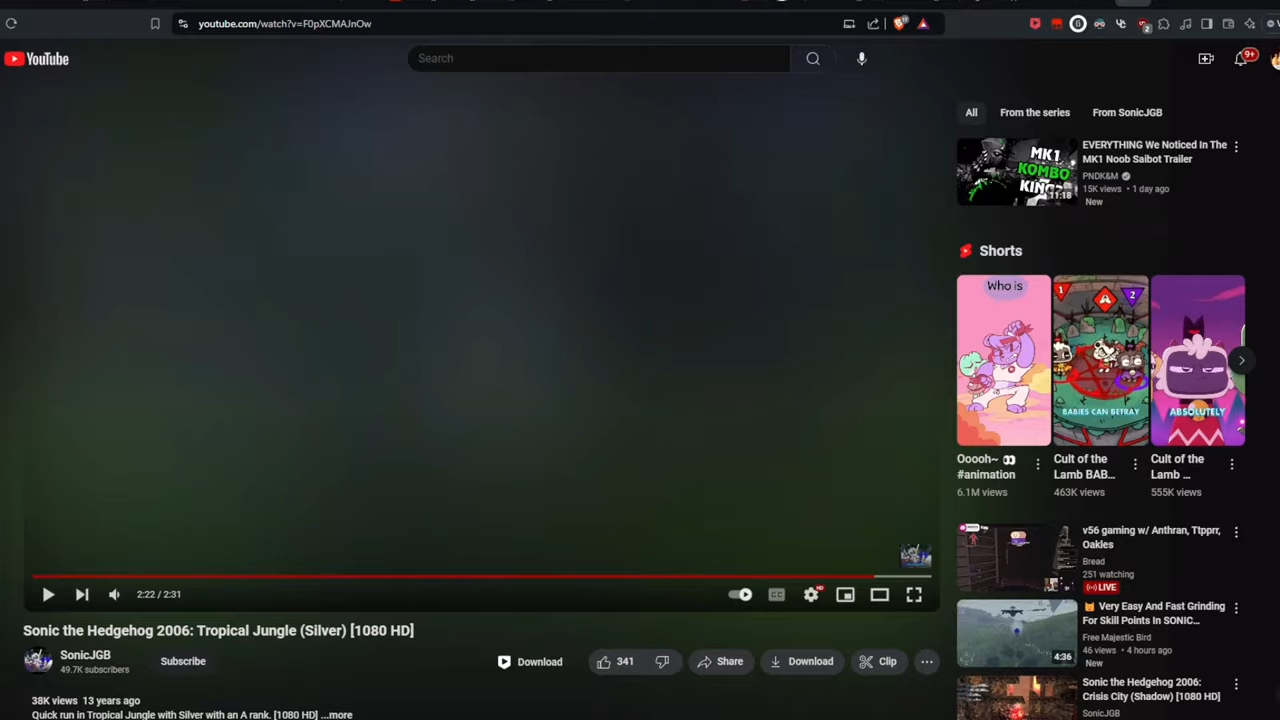 youtube.com/watch?v=F0pXCMAJnOw
YouTube
Search
9+
All
From the series
From SonicJGB
MK1
KOMBO
KING?
11:18
EVERYTHING We Noticed In The
MK1 Noob Saibot Trailer
PNDK&M
15K views • 1 day ago
New
Shorts
Who is
1
2
BABIES CAN BETRAY
ABSOLUTELY
Ooooh~ 👀
#animation
6.1M views
Cult of the
Lamb BAB...
463K views
Cult of the
Lamb ...
555K views
v56 gaming w/ Anthran, Ttpprr,
Oakles
Bread
251 watching
LIVE
2:22 / 2:31
CC
HD
Sonic the Hedgehog 2006: Tropical Jungle (Silver) [1080 HD]
SonicJGB
49.7K subscribers
Subscribe
Download
341
Share
Download
Clip
4:36
Very Easy And Fast Grinding
For Skill Points In SONIC...
Free Majestic Bird
46 views • 4 hours ago
New
Sonic the Hedgehog 2006:
Crisis City (Shadow) [1080 HD]
SonicJGB
38K views 13 years ago
Quick run in Tropical Jungle with Silver with an A rank. [1080 HD] ...more